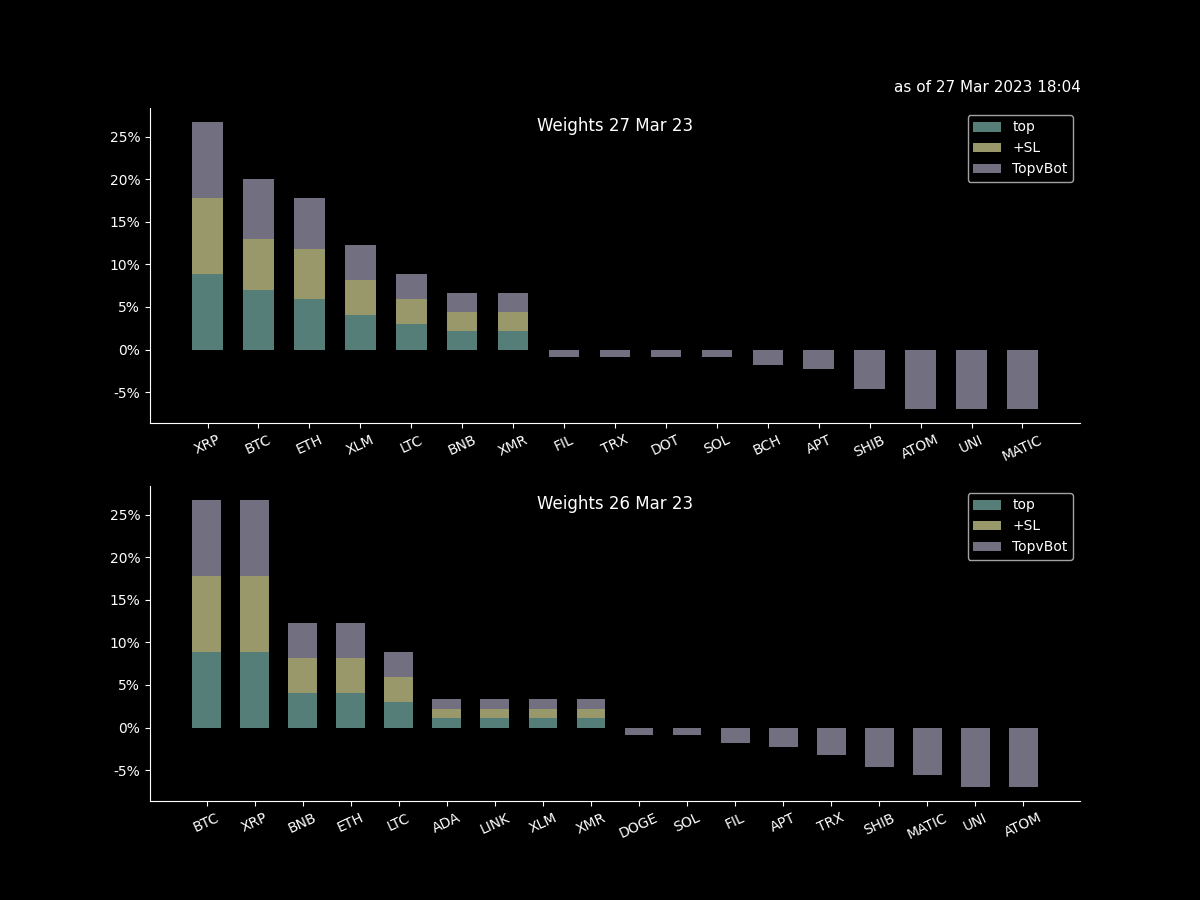 as of 27 Mar 2023 18:04
Weights 27 Mar 23
top
+SL
TopvBot
25%
20%
15%
10%
5%
0%
-5%
XRP BTC ETH XLM LTC BNB XMR FIL TRX DOT SOL BCH APT SHIB ATOM UNI MATIC
Weights 26 Mar 23
top
+SL
TopvBot
25%
20%
15%
10%
5%
0%
-5%
BTC XRP BNB ETH LTC ADA LINK XLM XMR DOGE SOL FIL APT TRX SHIB MATIC UNI ATOM